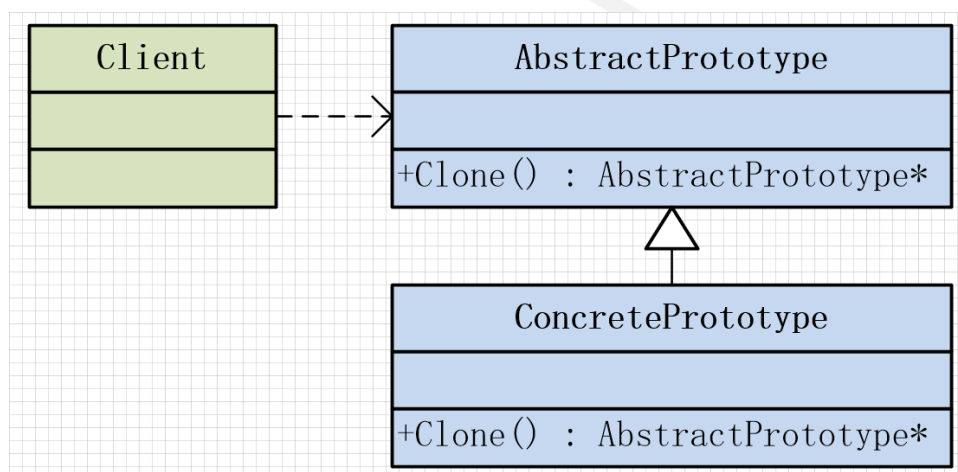 Client
AbstractPrototype
+Clone() : AbstractPrototype*
ConcretePrototype
+Clone() : AbstractPrototype*